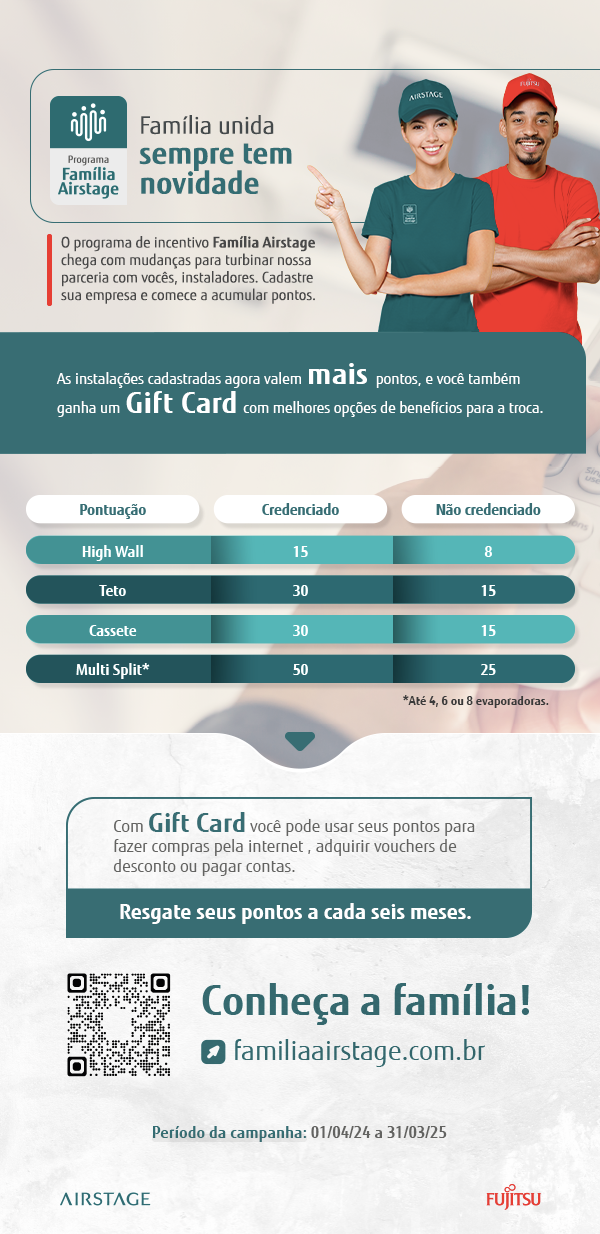 AIRSTAGE
FUJITSU
Programa
Família
Airstage
Família unida
sempre tem
novidade
O programa de incentivo Família Airstage
chega com mudanças para turbinar nossa
parceria com vocês, instaladores. Cadastre
sua empresa e comece a acumular pontos.
As instalações cadastradas agora valem mais pontos, e você também
ganha um Gift Card com melhores opções de benefícios para a troca.
Pontuação Credenciado Não credenciado
High Wall 15 8
Teto 30 15
Cassete 30 15
Multi Split* 50 25
*Até 4, 6 ou 8 evaporadoras.
Com Gift Card você pode usar seus pontos para
fazer compras pela internet , adquirir vouchers de
desconto ou pagar contas.
Resgate seus pontos a cada seis meses.
Conheça a família!
familiaairstage.com.br
Período da campanha: 01/04/24 a 31/03/25
AIRSTAGE
FUJITSU